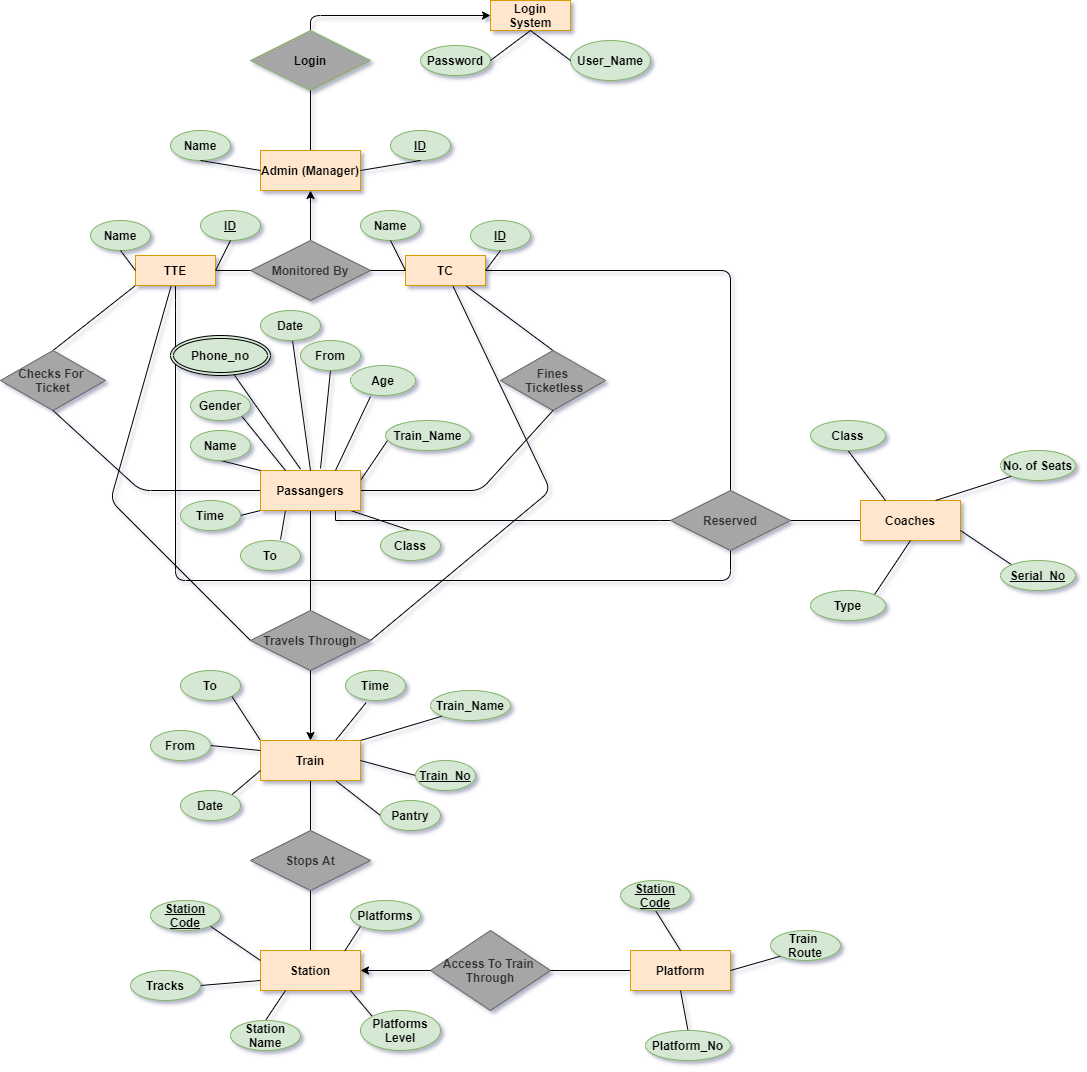 Login
System
Login
Password
User_Name
Name
ID
Admin (Manager)
Name
ID
Name
ID
TTE
Monitored By
TC
Date
Phone_no
From
Checks For
Ticket
Age
Fines
Ticketless
Gender
Train_Name
Name
Class
No. of Seats
Passangers
Time
Reserved
Coaches
To
Class
Serial_No
Type
Travels Through
To
Time
Train_Name
From
Train
Train_No
Date
Pantry
Stops At
Station
Code
Platforms
Station
Code
Train
Route
Tracks
Station
Access To Train
Through
Platform
Station
Name
Platforms
Level
Platform_No